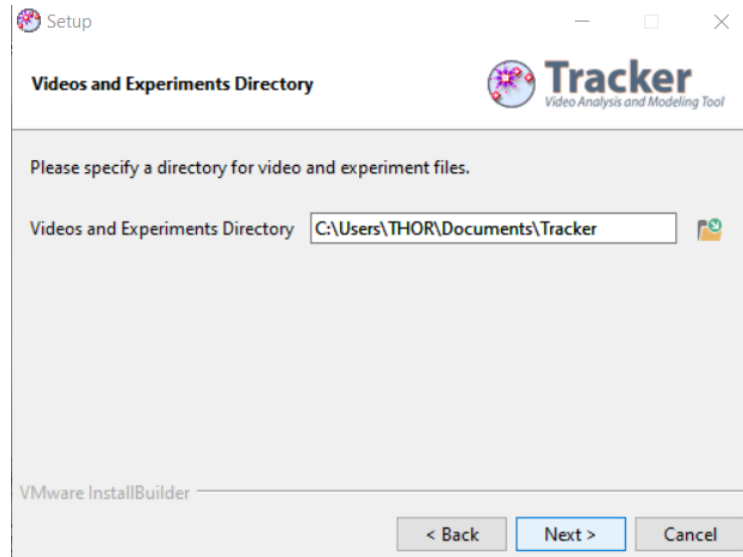 Setup
Videos and Experiments Directory
Tracker
Video Analysis and Modeling Tool
Please specify a directory for video and experiment files.
Videos and Experiments Directory C:\Users\THOR\Documents\Tracker
VMware InstallBuilder
< Back Next > Cancel